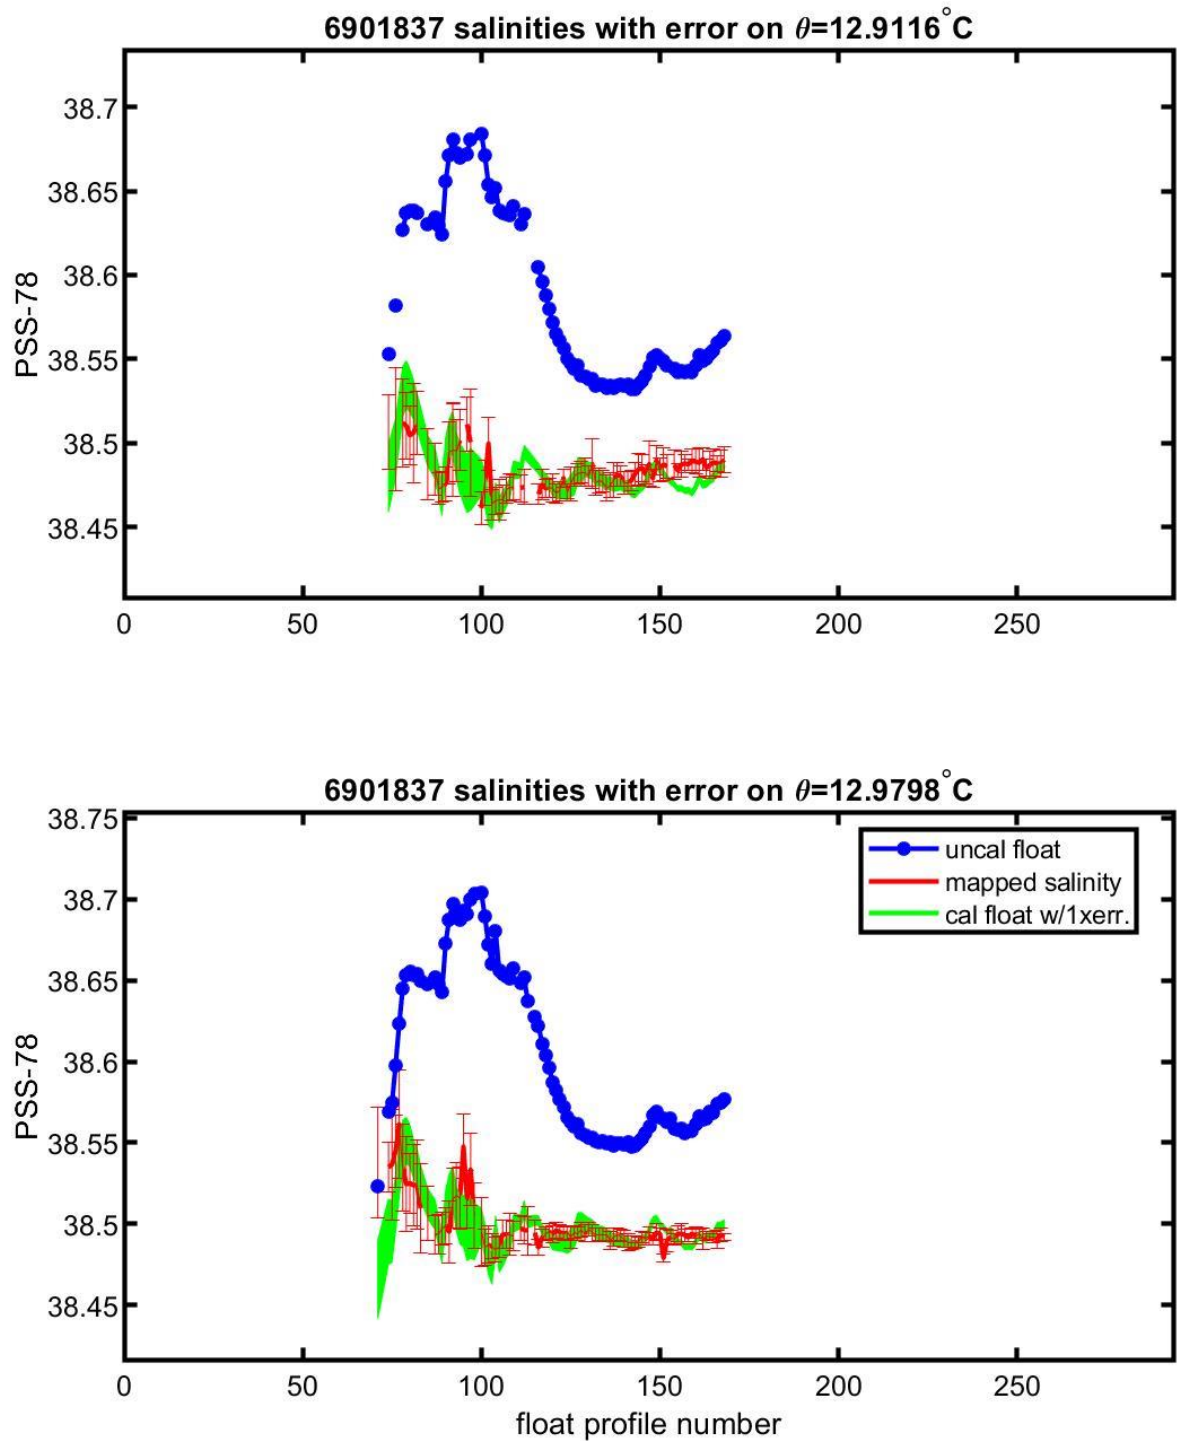 6901837 salinities with error on θ=12.9116°C
38.7
38.65
38.6
38.55
38.5
38.45
PSS-78
0 50 100 150 200 250
6901837 salinities with error on θ=12.9798°C
38.75
38.7
38.65
38.6
38.55
38.5
38.45
PSS-78
uncal float
mapped salinity
cal float w/1xerr.
0 50 100 150 200 250
float profile number